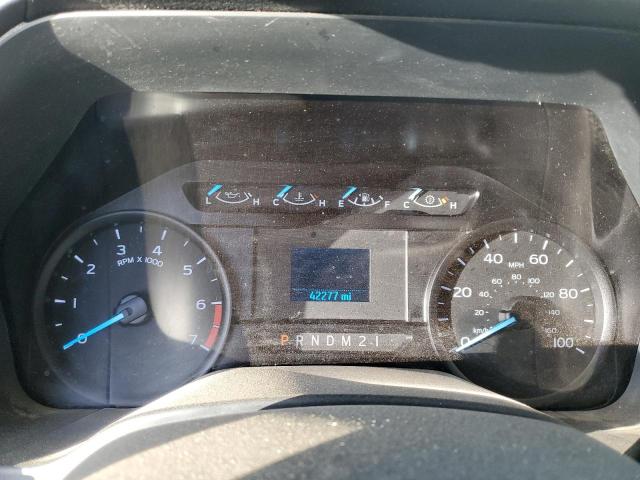 L H C H E F C H
3 4
2 RPM X 1000 5
1 6
0 7
42277 mi
P R N D M 2 1
40 MPH 60
60 80 100
20 40 120 80
20 140
km/h 160
0 100